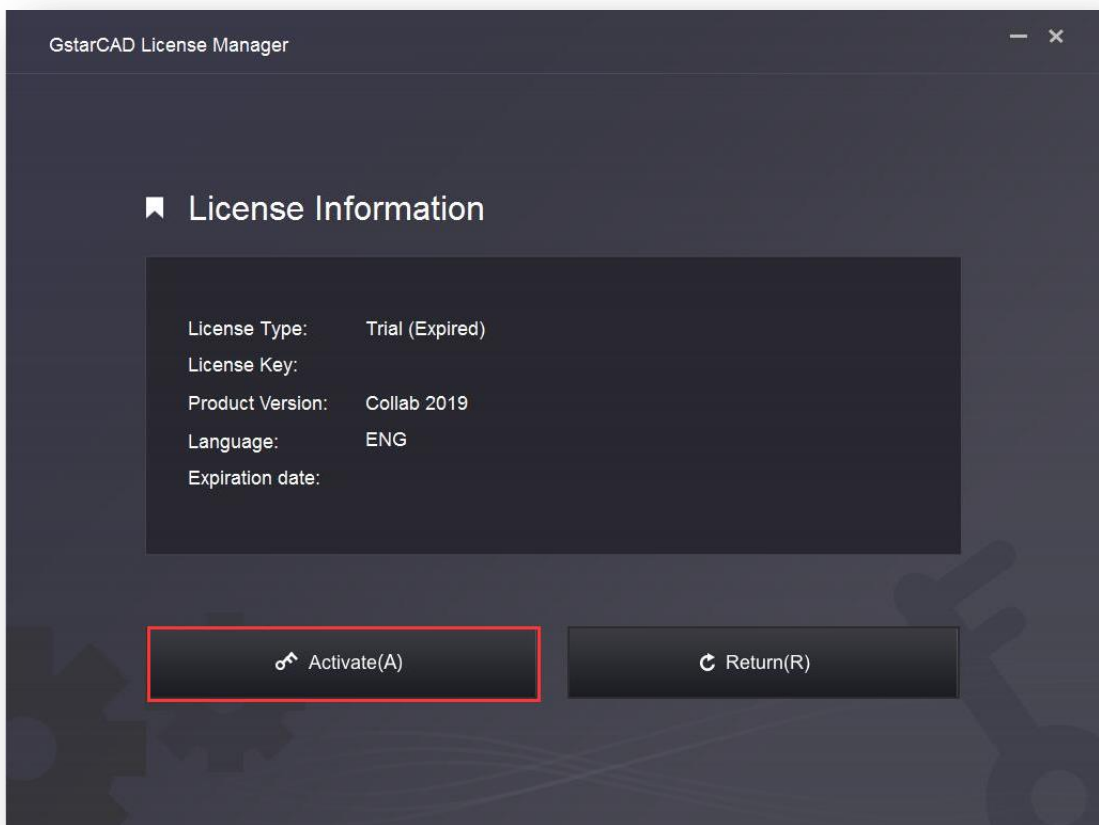 GstarCAD License Manager
License Information
License Type: Trial (Expired)
License Key:
Product Version: Collab 2019
Language: ENG
Expiration date:
Activate(A)
Return(R)